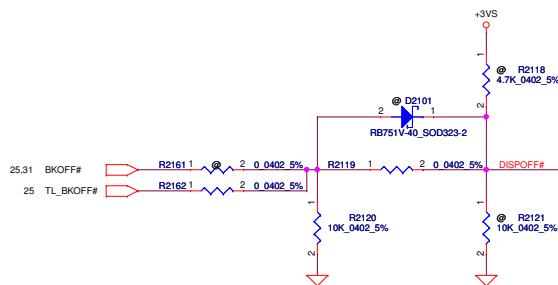 +3VS
1
@
R2118
4.7K_0402_5%
2
@ D2101
2
1
RB751V-40_SOD323-2
25,31 BKOFF#
R2161 1
@
2 0_0402_5%
R2119
1
2 0_0402_5%
DISPOFF#
25 TL_BKOFF#
R2162 1
2 0_0402_5%
1
R2120
10K_0402_5%
2
1
@
R2121
10K_0402_5%
2